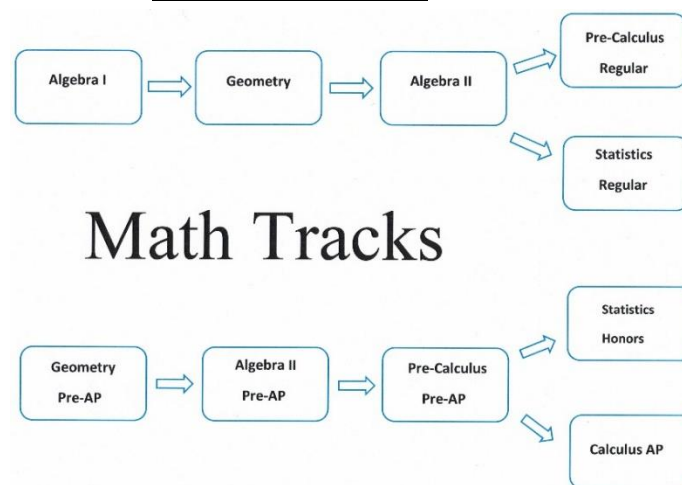 Algebra I
Geometry
Algebra II
Pre-Calculus
Regular
Statistics
Regular
Math Tracks
Geometry
Pre-AP
Algebra II
Pre-AP
Pre-Calculus
Pre-AP
Statistics
Honors
Calculus AP